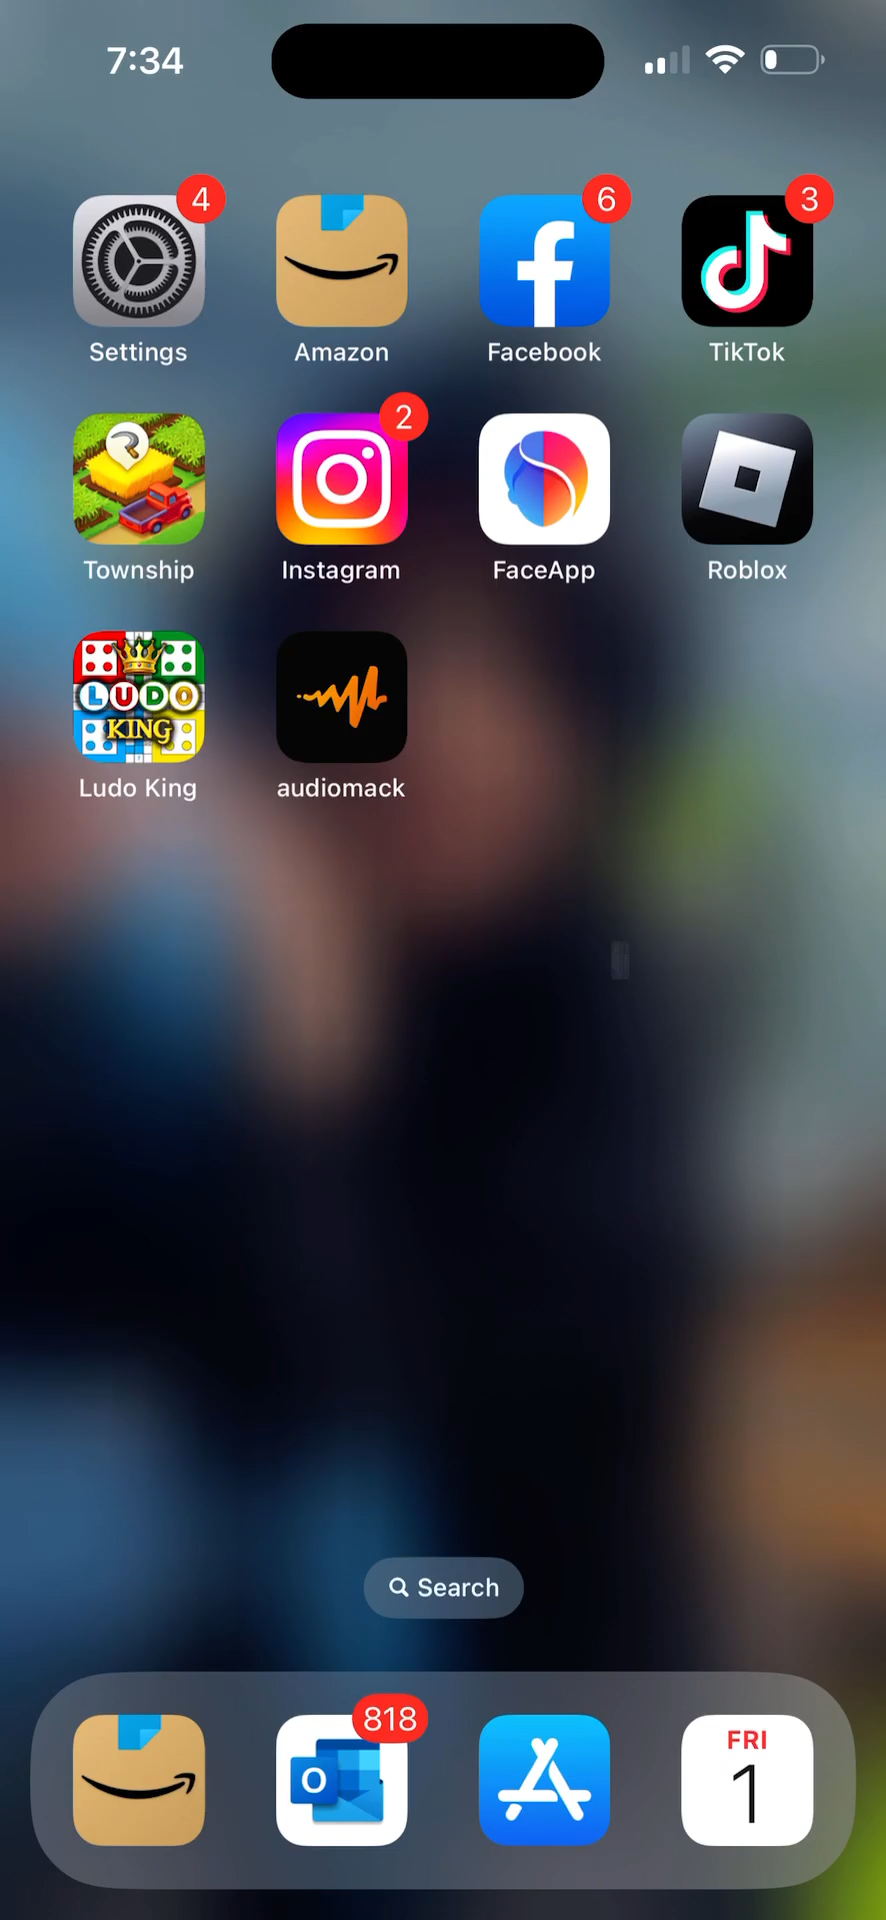 7:34
4
6
3
Settings
Amazon
Facebook
TikTok
2
Township
Instagram
FaceApp
Roblox
LUDO
KING
Ludo King
audiomack
Search
818
O
FRI
1